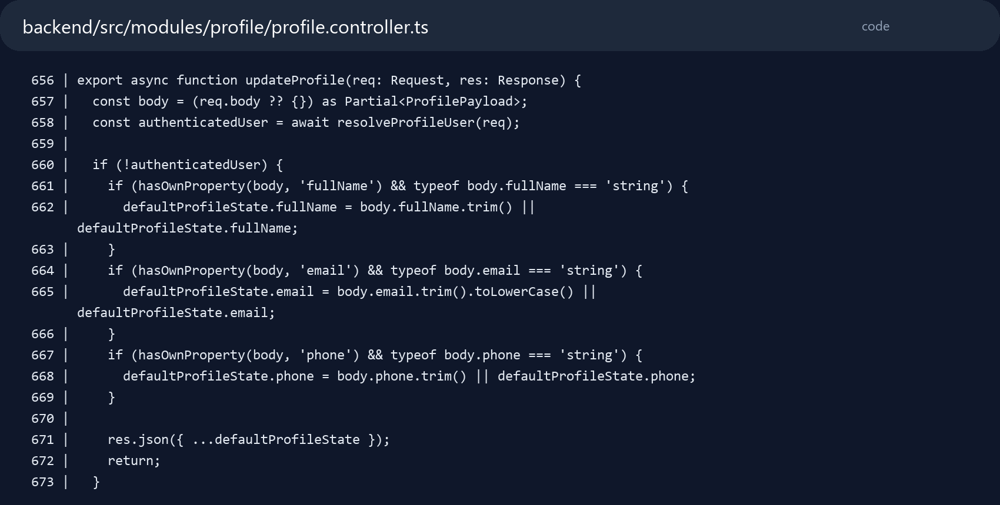 backend/src/modules/profile/profile.controller.ts
code
656 | export async function updateProfile(req: Request, res: Response) {
657 |   const body = (req.body ?? {}) as Partial<ProfilePayload>;
658 |   const authenticatedUser = await resolveProfileUser(req);
659 |
660 |   if (!authenticatedUser) {
661 |     if (hasOwnProperty(body, 'fullName') && typeof body.fullName === 'string') {
662 |       defaultProfileState.fullName = body.fullName.trim() ||
defaultProfileState.fullName;
663 |     }
664 |     if (hasOwnProperty(body, 'email') && typeof body.email === 'string') {
665 |       defaultProfileState.email = body.email.trim().toLowerCase() ||
defaultProfileState.email;
666 |     }
667 |     if (hasOwnProperty(body, 'phone') && typeof body.phone === 'string') {
668 |       defaultProfileState.phone = body.phone.trim() || defaultProfileState.phone;
669 |     }
670 |
671 |     res.json({ ...defaultProfileState });
672 |     return;
673 |   }